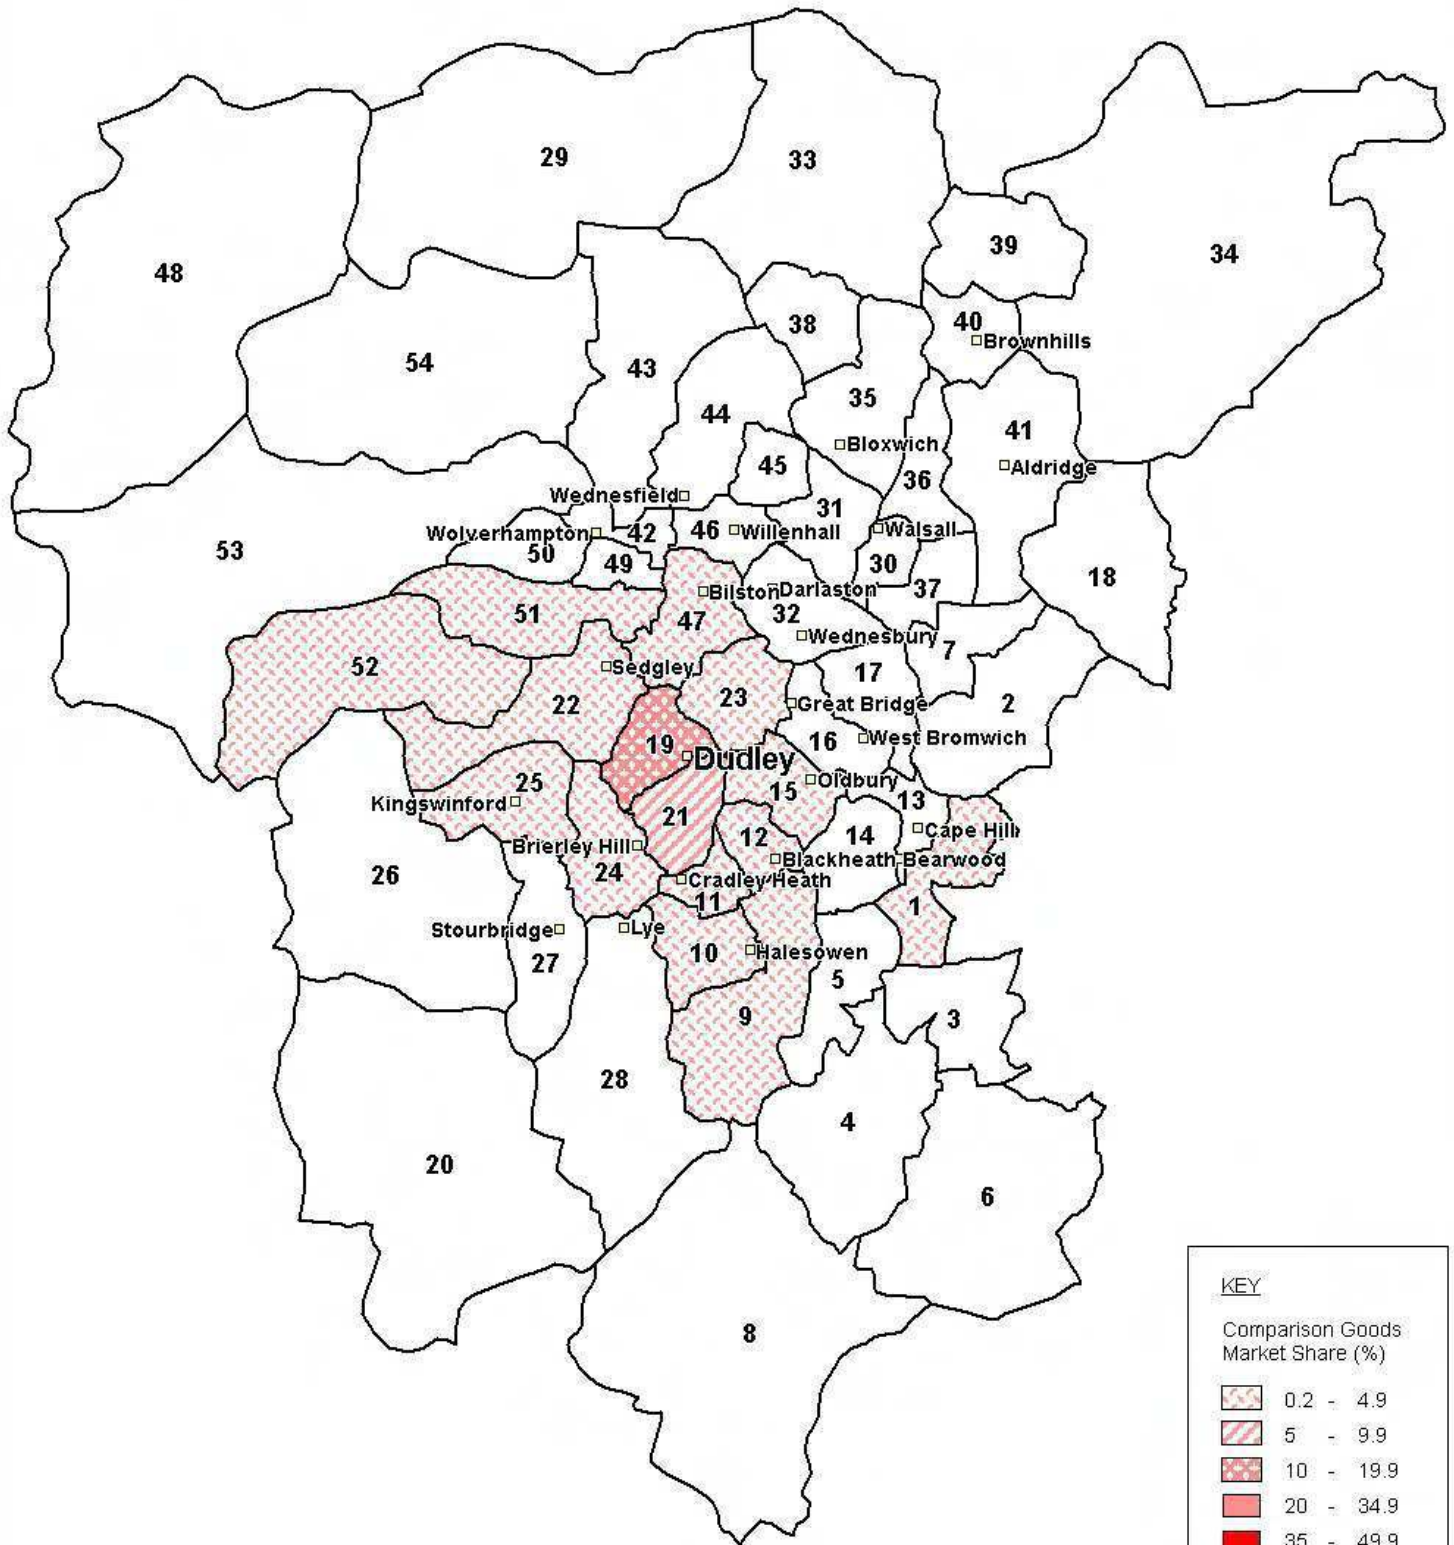 29
33
39
34
48
38
40
Brownhills
54
43
35
44
41
Bloxwich
45
Aldridge
36
Wednesfield
31
Wolverhampton
42
46
Willenhall
Walsall
53
50
49
30
18
37
Bilston
Darlaston
51
47
32
Wednesbury
7
52
Sedgley
17
22
23
Great Bridge
2
19
Dudley
16
West Bromwich
25
Oldbury
15
13
Kingswinford
21
12
14
Cape Hill
Brierley Hill
Blackheath
Bearwood
26
24
Cradley Heath
11
1
Stourbridge
Lye
10
Halesowen
27
5
9
3
28
4
20
6
8
KEY
Comparison Goods
Market Share (%)
0.2 - 4.9
5 - 9.9
10 - 19.9
20 - 34.9
35 - 49.9